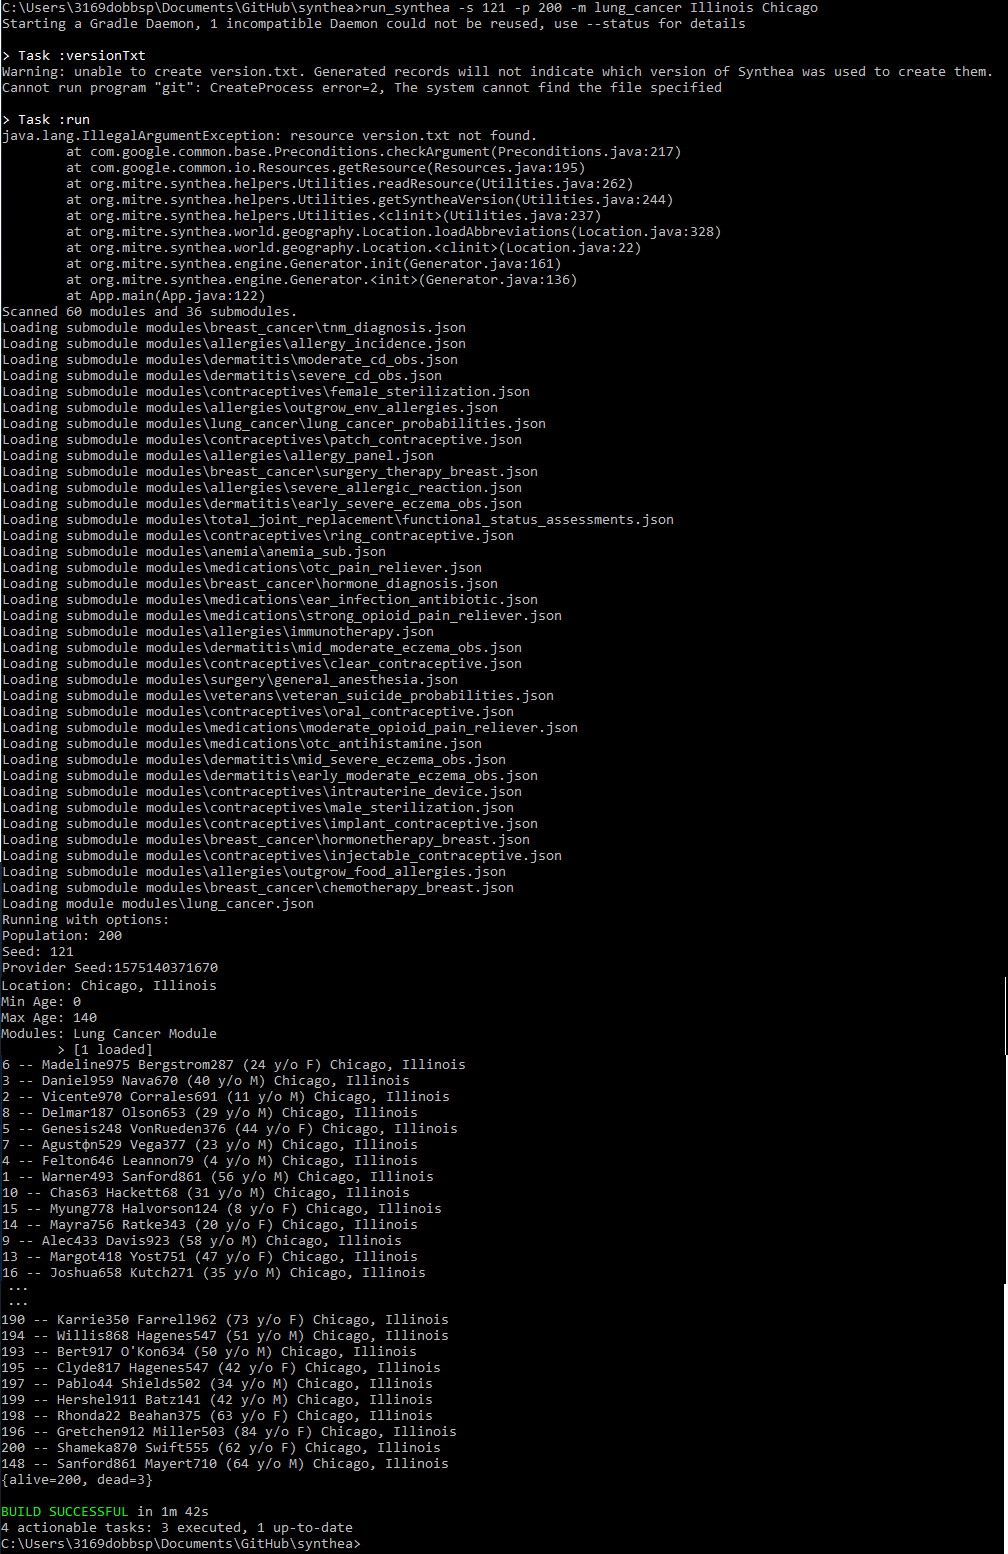 C:\Users\3169dobbsp\Documents\GitHub\synthea>run_synthea -s 121 -p 200 -m lung_cancer Illinois Chicago
Starting a Gradle Daemon, 1 incompatible Daemon could not be reused, use --status for details
> Task :versionTxt
Warning: unable to create version.txt. Generated records will not indicate which version of Synthea was used to create them.
Cannot run program "git": CreateProcess error=2, The system cannot find the file specified
> Task :run
java.lang.IllegalArgumentException: resource version.txt not found.
at com.google.common.base.Preconditions.checkArgument(Preconditions.java:217)
at com.google.common.io.Resources.getResource(Resources.java:195)
at org.mitre.synthea.helpers.Utilities.readResource(Utilities.java:262)
at org.mitre.synthea.helpers.Utilities.getSyntheaVersion(Utilities.java:244)
at org.mitre.synthea.helpers.Utilities.<clinit>(Utilities.java:237)
at org.mitre.synthea.world.geography.Location.loadAbbreviations(Location.java:328)
at org.mitre.synthea.world.geography.Location.<clinit>(Location.java:22)
at org.mitre.synthea.engine.Generator.init(Generator.java:161)
at org.mitre.synthea.engine.Generator.<init>(Generator.java:136)
at App.main(App.java:122)
Scanned 60 modules and 36 submodules.
Loading submodule modules\breast_cancer\tnm_diagnosis.json
Loading submodule modules\allergies\allergy_incidence.json
Loading submodule modules\dermatitis\moderate_cd_obs.json
Loading submodule modules\dermatitis\severe_cd_obs.json
Loading submodule modules\contraceptives\female_sterilization.json
Loading submodule modules\allergies\outgrow_env_allergies.json
Loading submodule modules\lung_cancer\lung_cancer_probabilities.json
Loading submodule modules\contraceptives\patch_contraceptive.json
Loading submodule modules\allergies\allergy_panel.json
Loading submodule modules\breast_cancer\surgery_therapy_breast.json
Loading submodule modules\allergies\severe_allergic_reaction.json
Loading submodule modules\dermatitis\early_severe_eczema_obs.json
Loading submodule modules\total_joint_replacement\functional_status_assessments.json
Loading submodule modules\contraceptives\ring_contraceptive.json
Loading submodule modules\anemia\anemia_sub.json
Loading submodule modules\medications\otc_pain_reliever.json
Loading submodule modules\breast_cancer\hormone_diagnosis.json
Loading submodule modules\medications\ear_infection_antibiotic.json
Loading submodule modules\medications\strong_opioid_pain_reliever.json
Loading submodule modules\allergies\immunotherapy.json
Loading submodule modules\dermatitis\mid_moderate_eczema_obs.json
Loading submodule modules\contraceptives\clear_contraceptive.json
Loading submodule modules\surgery\general_anesthesia.json
Loading submodule modules\veterans\veteran_suicide_probabilities.json
Loading submodule modules\contraceptives\oral_contraceptive.json
Loading submodule modules\medications\moderate_opioid_pain_reliever.json
Loading submodule modules\medications\otc_antihistamine.json
Loading submodule modules\dermatitis\mid_severe_eczema_obs.json
Loading submodule modules\dermatitis\early_moderate_eczema_obs.json
Loading submodule modules\contraceptives\intrauterine_device.json
Loading submodule modules\contraceptives\male_sterilization.json
Loading submodule modules\contraceptives\implant_contraceptive.json
Loading submodule modules\breast_cancer\hormonetherapy_breast.json
Loading submodule modules\contraceptives\injectable_contraceptive.json
Loading submodule modules\allergies\outgrow_food_allergies.json
Loading submodule modules\breast_cancer\chemotherapy_breast.json
Loading module modules\lung_cancer.json
Running with options:
Population: 200
Seed: 121
Provider Seed:1575140371670
Location: Chicago, Illinois
Min Age: 0
Max Age: 140
Modules: Lung Cancer Module
> [1 loaded]
6 -- Madeline975 Bergstrom287 (24 y/o F) Chicago, Illinois
3 -- Daniel959 Nava670 (40 y/o M) Chicago, Illinois
2 -- Vicente970 Corrales691 (11 y/o M) Chicago, Illinois
8 -- Delmar187 Olson653 (29 y/o M) Chicago, Illinois
5 -- Genesis248 VonRueden376 (44 y/o F) Chicago, Illinois
7 -- Agustфn529 Vega377 (23 y/o M) Chicago, Illinois
4 -- Felton646 Leannon79 (4 y/o M) Chicago, Illinois
1 -- Warner493 Sanford861 (56 y/o M) Chicago, Illinois
10 -- Chas63 Hackett68 (31 y/o M) Chicago, Illinois
15 -- Myung778 Halvorson124 (8 y/o F) Chicago, Illinois
14 -- Mayra756 Ratke343 (20 y/o F) Chicago, Illinois
9 -- Alec433 Davis923 (58 y/o M) Chicago, Illinois
13 -- Margot418 Yost751 (47 y/o F) Chicago, Illinois
16 -- Joshua658 Kutch271 (35 y/o M) Chicago, Illinois
...
...
190 -- Karrie350 Farrell962 (73 y/o F) Chicago, Illinois
194 -- Willis868 Hagenes547 (51 y/o M) Chicago, Illinois
193 -- Bert917 O'Kon634 (50 y/o M) Chicago, Illinois
195 -- Clyde817 Hagenes547 (42 y/o F) Chicago, Illinois
197 -- Pablo44 Shields502 (34 y/o M) Chicago, Illinois
199 -- Hershel911 Batz141 (42 y/o M) Chicago, Illinois
198 -- Rhonda22 Beahan375 (63 y/o F) Chicago, Illinois
196 -- Gretchen912 Miller503 (84 y/o F) Chicago, Illinois
200 -- Shameka870 Swift555 (62 y/o F) Chicago, Illinois
148 -- Sanford861 Mayert710 (64 y/o M) Chicago, Illinois
{alive=200, dead=3}
BUILD SUCCESSFUL in 1m 42s
4 actionable tasks: 3 executed, 1 up-to-date
C:\Users\3169dobbsp\Documents\GitHub\synthea>